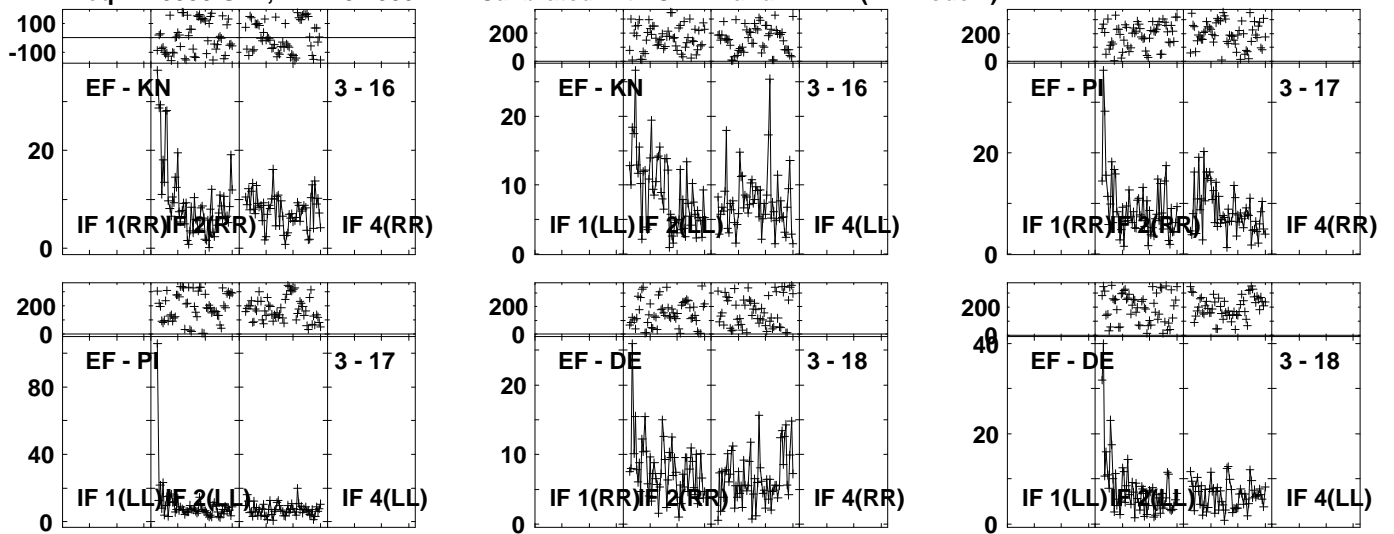 100
-100
EF - KN 3 - 16
20
0
IF 1(RR) IF 2(RR) IF 4(RR)
200
0
EF - KN 3 - 16
20
10
0
IF 1(LL) IF 2(LL) IF 4(LL)
200
0
EF - PI 3 - 17
20
0
IF 1(RR) IF 2(RR) IF 4(RR)
200
0
EF - PI 3 - 17
80
40
0
IF 1(LL) IF 2(LL) IF 4(LL)
200
0
EF - DE 3 - 18
20
10
0
IF 1(RR) IF 2(RR) IF 4(RR)
200
0
40
EF - DE 3 - 18
20
0
IF 1(LL) IF 2(LL) IF 4(LL)